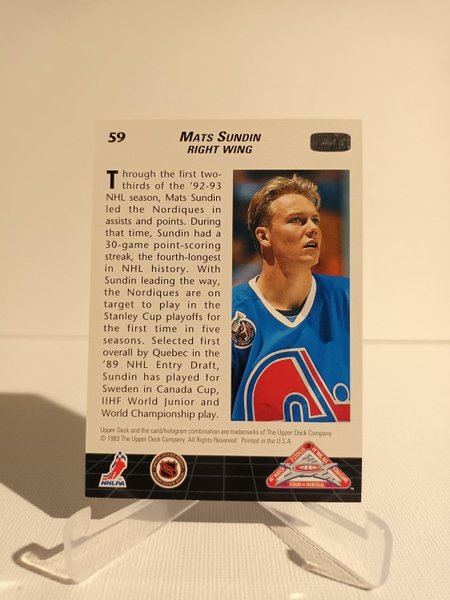 59
MATS SUNDIN
RIGHT WING
Through the first two-
thirds of the '92-93
NHL season, Mats Sundin
led the Nordiques in
assists and points. During
that time, Sundin had a
30-game point-scoring
streak, the fourth-longest
in NHL history. With
Sundin leading the way,
the Nordiques are on
target to play in the
Stanley Cup playoffs for
the first time in five
seasons. Selected first
overall by Quebec in the
'89 NHL Entry Draft,
Sundin has played for
Sweden in Canada Cup,
IIHF World Junior and
World Championship play.
Upper Deck and the card/hologram combination are trademarks of The Upper Deck Company.
© 1993 The Upper Deck Company. All Rights Reserved. Printed in the U.S.A.
NHLPA